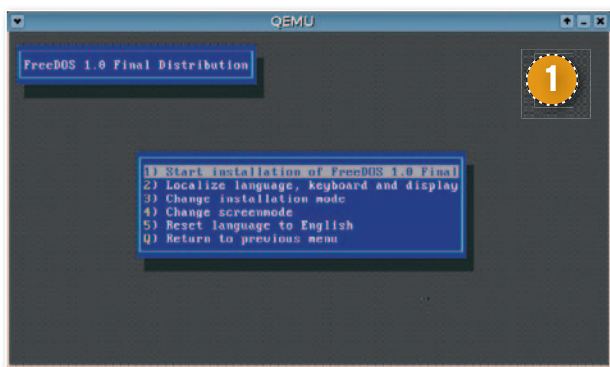 QEMU
FreeDOS 1.0 Final Distribution
1
1) Start installation of FreeDOS 1.0 Final
2) Localize language, keyboard and display
3) Change installation mode
4) Change screenmode
5) Reset language to English
Q) Return to previous menu